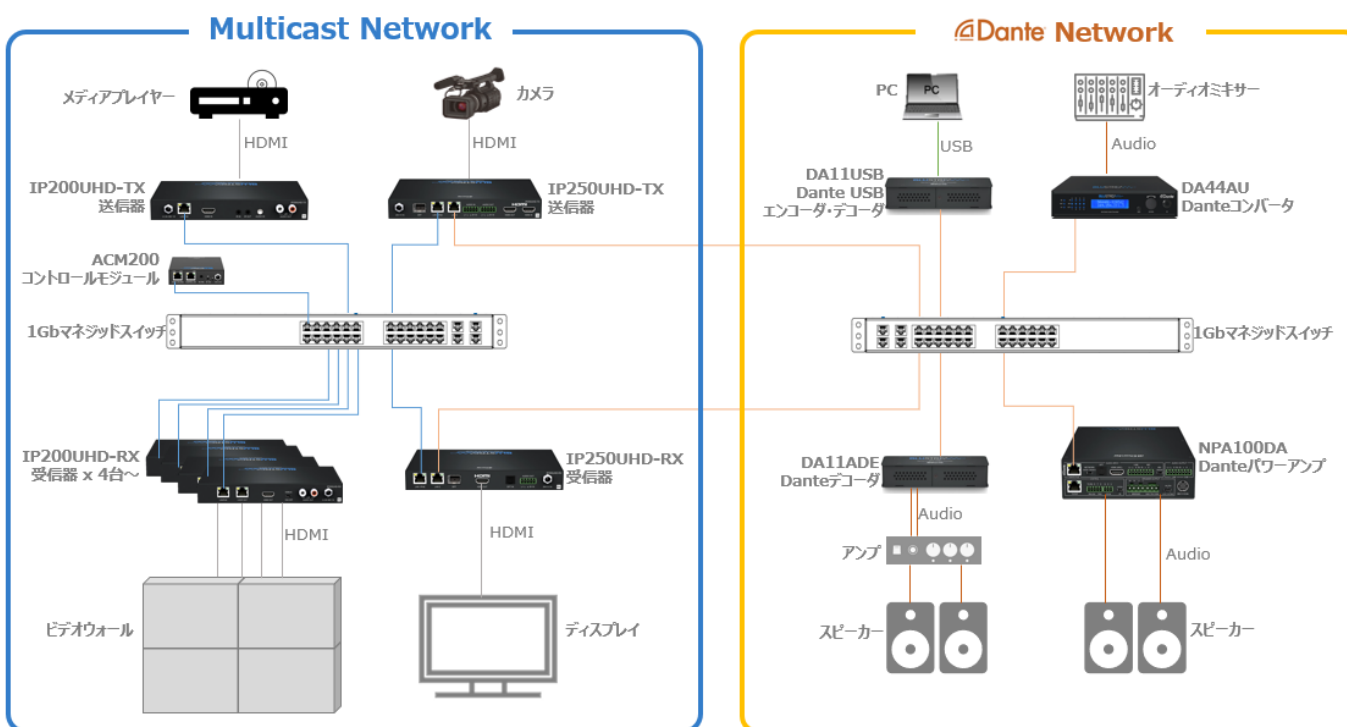 Multicast Network
Dante Network
メディアプレイヤー
カメラ
HDMI
HDMI
IP200UHD-TX
送信器
IP250UHD-TX
送信器
ACM200
コントロールモジュール
1Gbマネジッドスイッチ
IP200UHD-RX
受信器 x 4台～
IP250UHD-RX
受信器
HDMI
HDMI
ビデオウォール
ディスプレイ
PC
PC
オーディオミキサー
USB
Audio
DA11USB
Dante USB
エンコーダ・デコーダ
DA44AU
Danteコンバータ
1Gbマネジッドスイッチ
DA11ADE
Danteデコーダ
NPA100DA
Danteパワーアンプ
Audio
アンプ
Audio
スピーカー
スピーカー